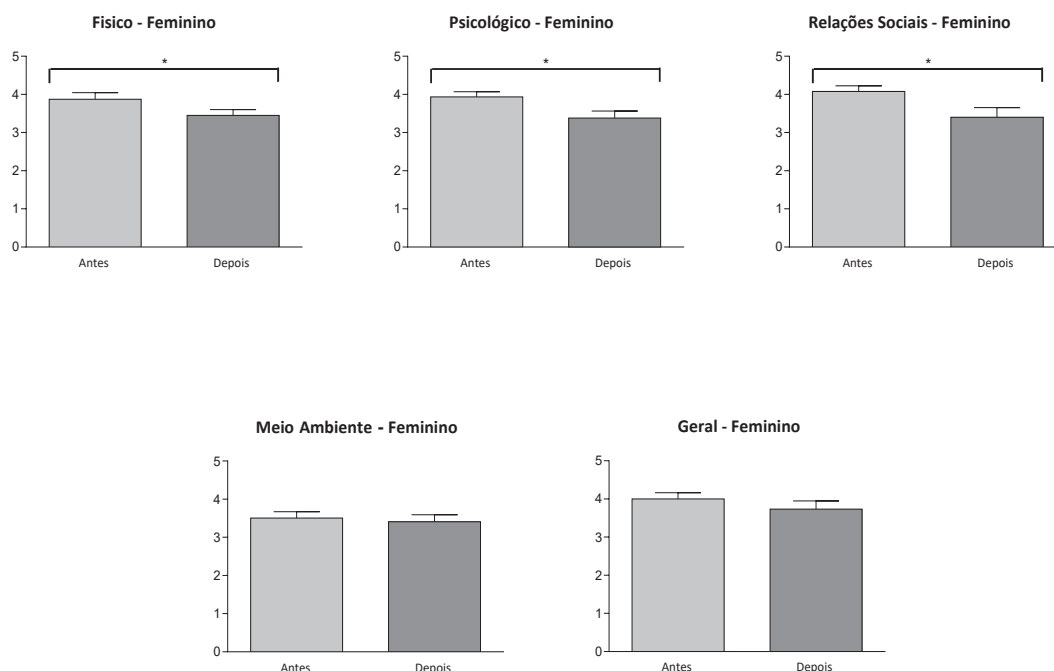 Fisico - Feminino
5
4
3
2
1
0
*
Antes
Depois
Psicológico - Feminino
5
4
3
2
1
0
*
Antes
Depois
Relações Sociais - Feminino
5
4
3
2
1
0
*
Antes
Depois
Meio Ambiente - Feminino
5
4
3
2
1
0
Antes
Depois
Geral - Feminino
5
4
3
2
1
0
Antes
Depois